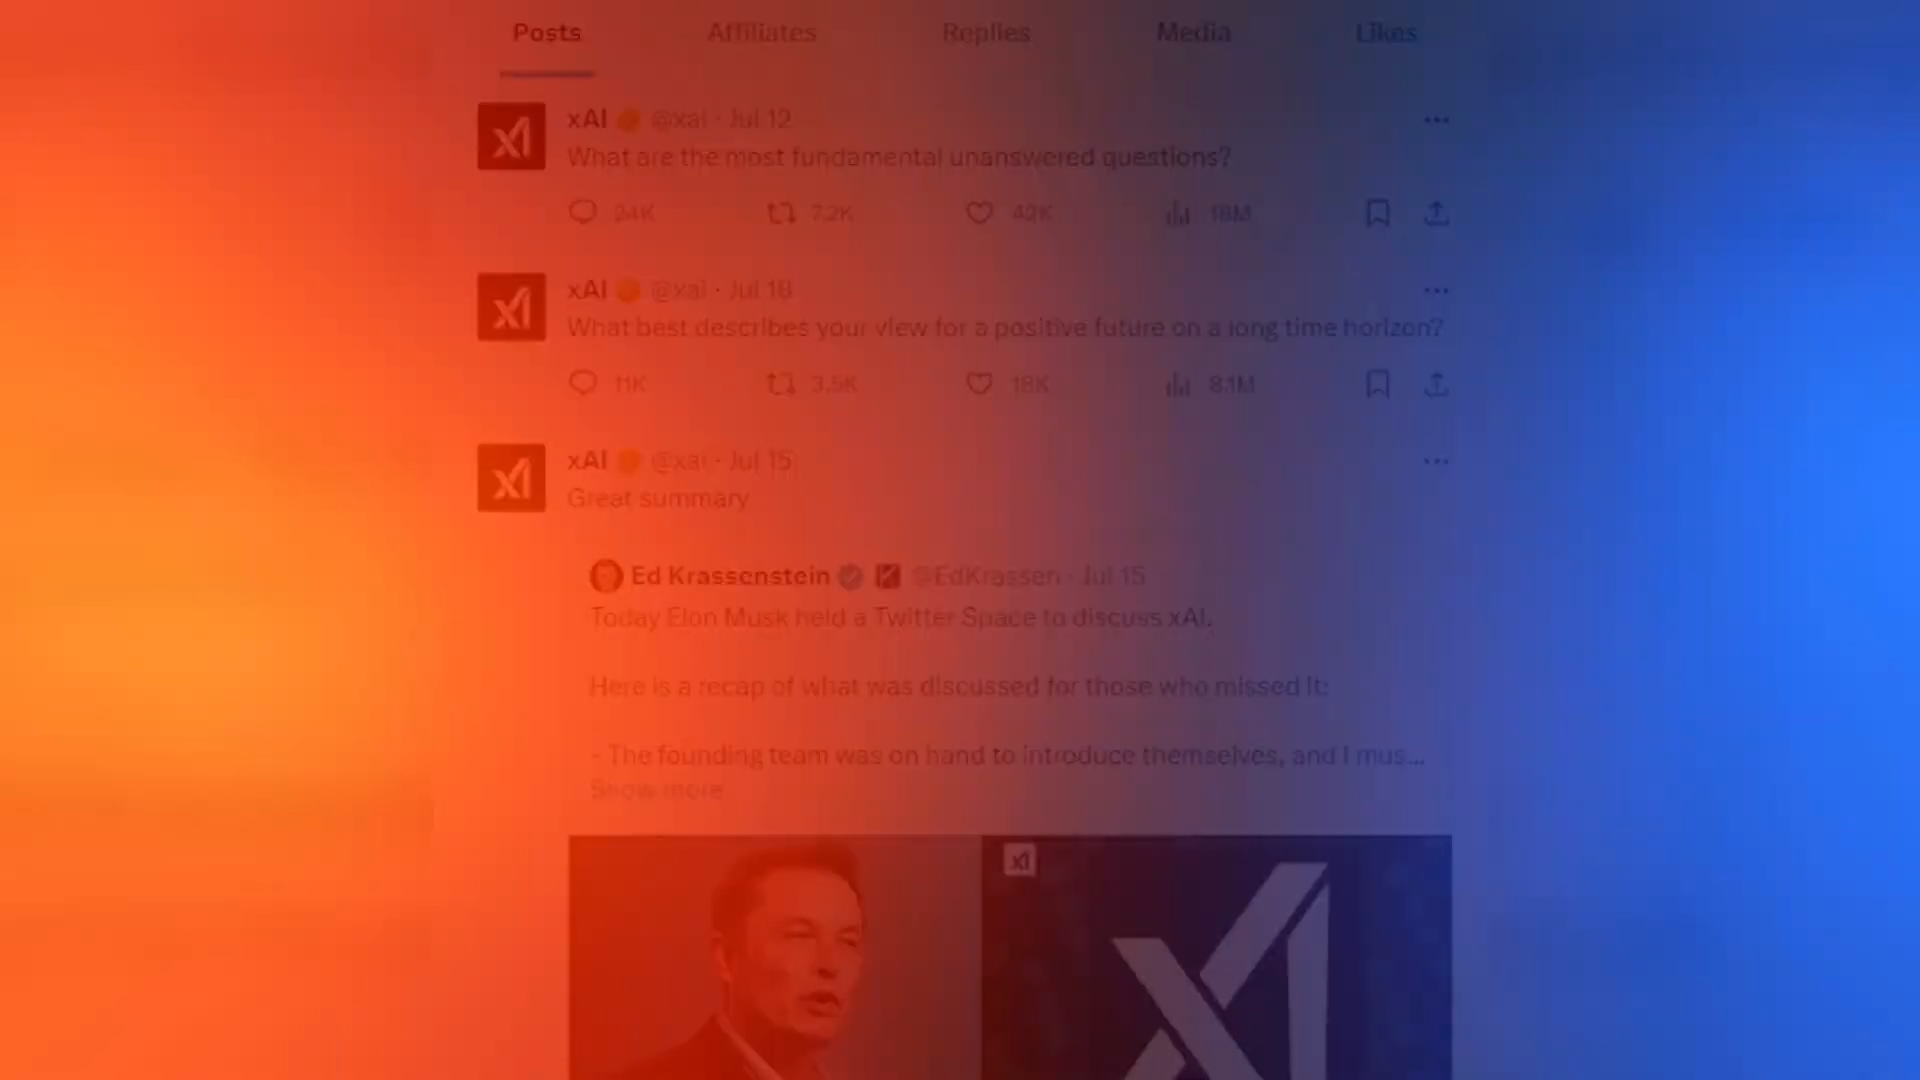 Posts Affiliates Replies Media Likes
xAI @xai · Jul 12
What are the most fundamental unanswered questions?
24K 7.2K 42K 18M
xAI @xai · Jul 18
What best describes your view for a positive future on a long time horizon?
11K 3.5K 18K 8.1M
xAI @xai · Jul 15
Great summary
Ed Krassenstein @EdKrassen · Jul 15
Today Elon Musk held a Twitter Space to discuss xAI.
Here is a recap of what was discussed for those who missed it:
- The founding team was on hand to introduce themselves, and I mus...
Show more